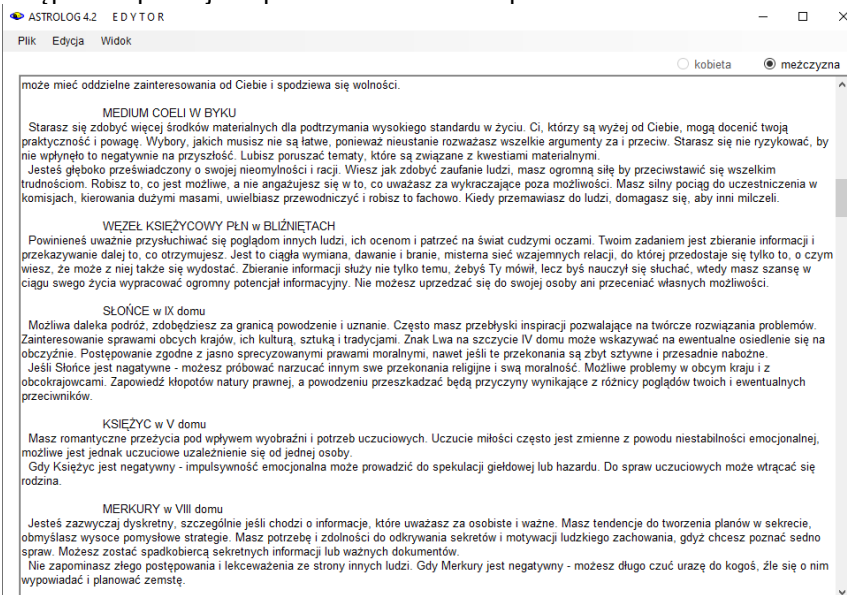 ASTROLOG 4.2 EDYTOR
Plik Edycja Widok
kobieta meżczyzna
może mieć oddzielne zainteresowania od Ciebie i spodziewa się wolności.
MEDIUM COELI W BYKU
Starasz się zdobyć więcej środków materialnych dla podtrzymania wysokiego standardu w życiu. Ci, którzy są wyżej od Ciebie, mogą docenić twoją
praktyczność i powagę. Wybory, jakich musisz nie są łatwe, ponieważ nieustanie rozważasz wszelkie argumenty za i przeciw. Starasz się nie ryzykować, by
nie wpłynęło to negatywnie na przyszłość. Lubisz poruszać tematy, które są związane z kwestiami materialnymi.
Jesteś głęboko przeświadczony o swojej nieomylności i racji. Wiesz jak zdobyć zaufanie ludzi, masz ogromną siłę by przeciwstawić się wszelkim
trudnościom. Robisz to, co jest możliwe, a nie angażujesz się w to, co uważasz za wykraczające poza możliwości. Masz silny pociąg do uczestniczenia w
komisjach, kierowania dużymi masami, uwielbiasz przewodniczyć i robisz to fachowo. Kiedy przemawiasz do ludzi, domagasz się, aby inni milczeli.
WĘZEŁ KSIĘŻYCOWY PŁN w BLIŹNIĘTACH
Powinieneś uważnie przysłuchiwać się poglądom innych ludzi, ich ocenom i patrzeć na świat cudzymi oczami. Twoim zadaniem jest zbieranie informacji i
przekazywanie dalej to, co otrzymujesz. Jest to ciągła wymiana, dawanie i branie, misterna sieć wzajemnych relacji, do której przedostaje się tylko to, o czym
wiesz, że może z niej także się wydostać. Zbieranie informacji służy nie tylko temu, żebyś Ty mówił, lecz byś nauczył się słuchać, wtedy masz szansę w
ciągu swego życia wypracować ogromny potencjał informacyjny. Nie możesz uprzedzać się do swojej osoby ani przeceniać własnych możliwości.
SŁOŃCE w IX domu
Możliwa daleka podróż, zdobędziesz za granicą powodzenie i uznanie. Często masz przebłyski inspiracji pozwalające na twórcze rozwiązania problemów.
Zainteresowanie sprawami obcych krajów, ich kulturą, sztuką i tradycjami. Znak Lwa na szczycie IV domu może wskazywać na ewentualne osiedlenie się na
obczyźnie. Postępowanie zgodne z jasno sprecyzowanymi prawami moralnymi, nawet jeśli te przekonania są zbyt sztywne i przesadnie nabożne.
Jeśli Słońce jest nagatywne - możesz próbować narzucać innym swe przekonania religijne i swą moralność. Możliwe problemy w obcym kraju i z
obcokrajowcami. Zapowiedź kłopotów natury prawnej, a powodzeniu przeszkadzać będą przyczyny wynikające z różnicy poglądów twoich i ewentualnych
przeciwników.
KSIĘŻYC w V domu
Masz romantyczne przeżycia pod wpływem wyobraźni i potrzeb uczuciowych. Uczucie miłości często jest zmienne z powodu niestabilności emocjonalnej,
możliwe jest jednak uczuciowe uzależnienie się od jednej osoby.
Gdy Księżyc jest negatywny - impulsywność emocjonalna może prowadzić do spekulacji giełdowej lub hazardu. Do spraw uczuciowych może wtrącać się
rodzina.
MERKURY w VIII domu
Jesteś zazwyczaj dyskretny, szczególnie jeśli chodzi o informacje, które uważasz za osobiste i ważne. Masz tendencje do tworzenia planów w sekrecie,
obmyślasz wysoce pomysłowe strategie. Masz potrzebę i zdolności do odkrywania sekretów i motywacji ludzkiego zachowania, gdyż chcesz poznać sedno
spraw. Możesz zostać spadkobiercą sekretnych informacji lub ważnych dokumentów.
Nie zapominasz złego postępowania i lekceważenia ze strony innych ludzi. Gdy Merkury jest negatywny - możesz długo czuć urazę do kogoś, źle się o nim
wypowiadać i planować zemstę.